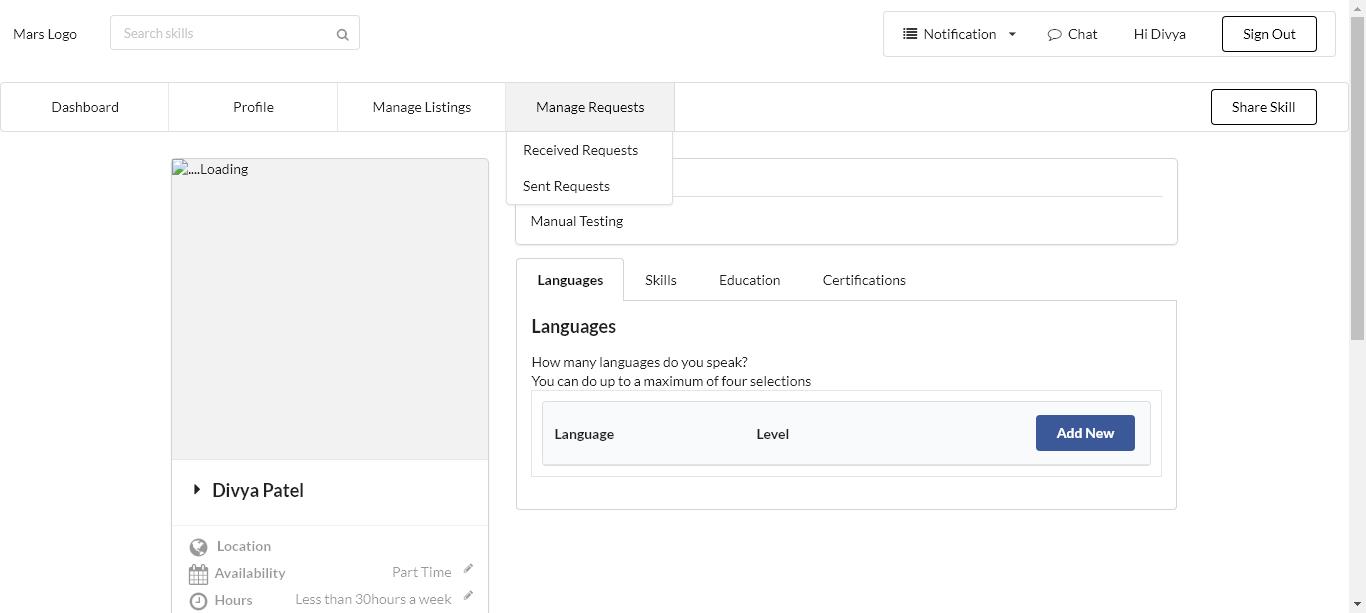 Mars Logo
Search skills
Notification
Chat
Hi Divya
Sign Out
Dashboard
Profile
Manage Listings
Manage Requests
Share Skill
Received Requests
Sent Requests
....Loading
Manual Testing
Languages
Skills
Education
Certifications
Languages
How many languages do you speak?
You can do up to a maximum of four selections
Language
Level
Add New
Divya Patel
Location
Availability
Part Time
Hours
Less than 30hours a week